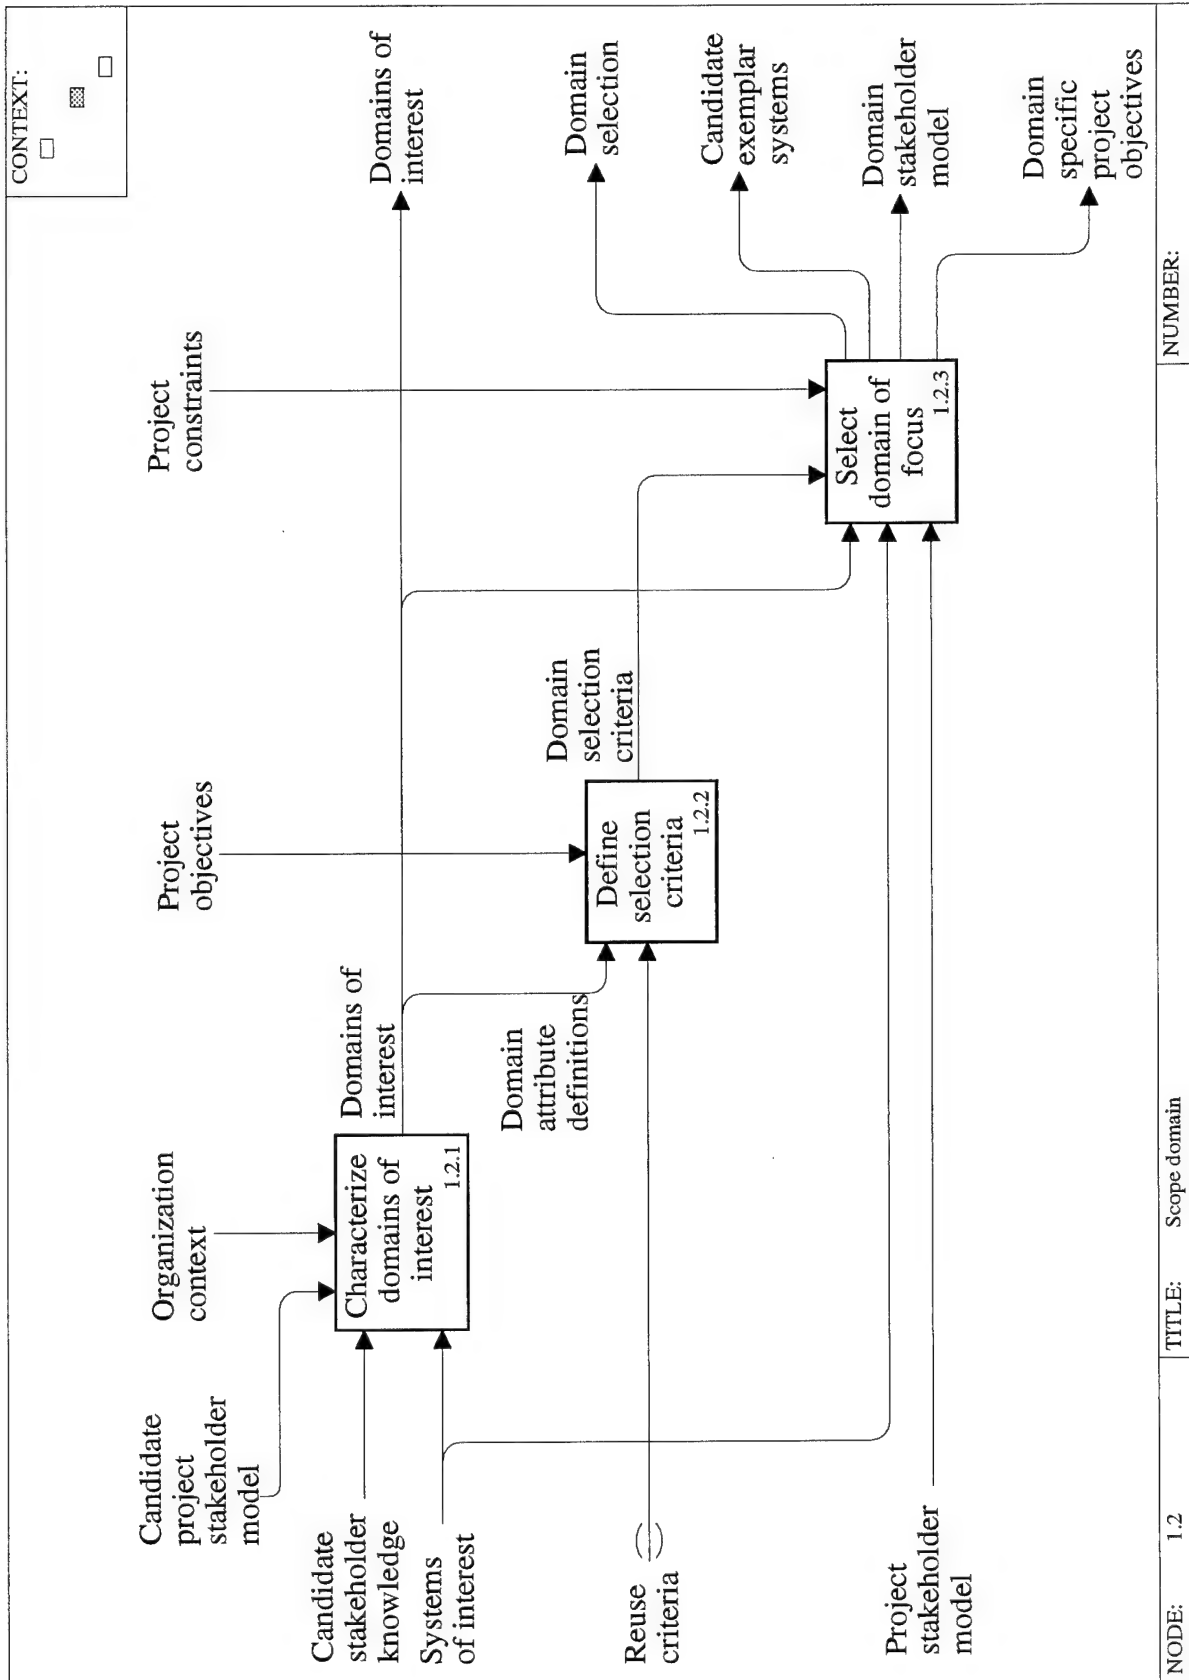 CONTEXT:
Candidate
project
stakeholder
model
Organization
context
Project
objectives
Project
constraints
Candidate
stakeholder
knowledge
Systems
of interest
Characterize
domains of
interest
1.2.1
Domains of
interest
Domains of
interest
Domain
attribute
definitions
Reuse
criteria
Define
selection
criteria
1.2.2
Domain
selection
criteria
Project
stakeholder
model
Select
domain of
focus
1.2.3
Domain
selection
Candidate
exemplar
systems
Domain
stakeholder
model
Domain
specific
project
objectives
NODE: 1.2
TITLE: Scope domain
NUMBER: